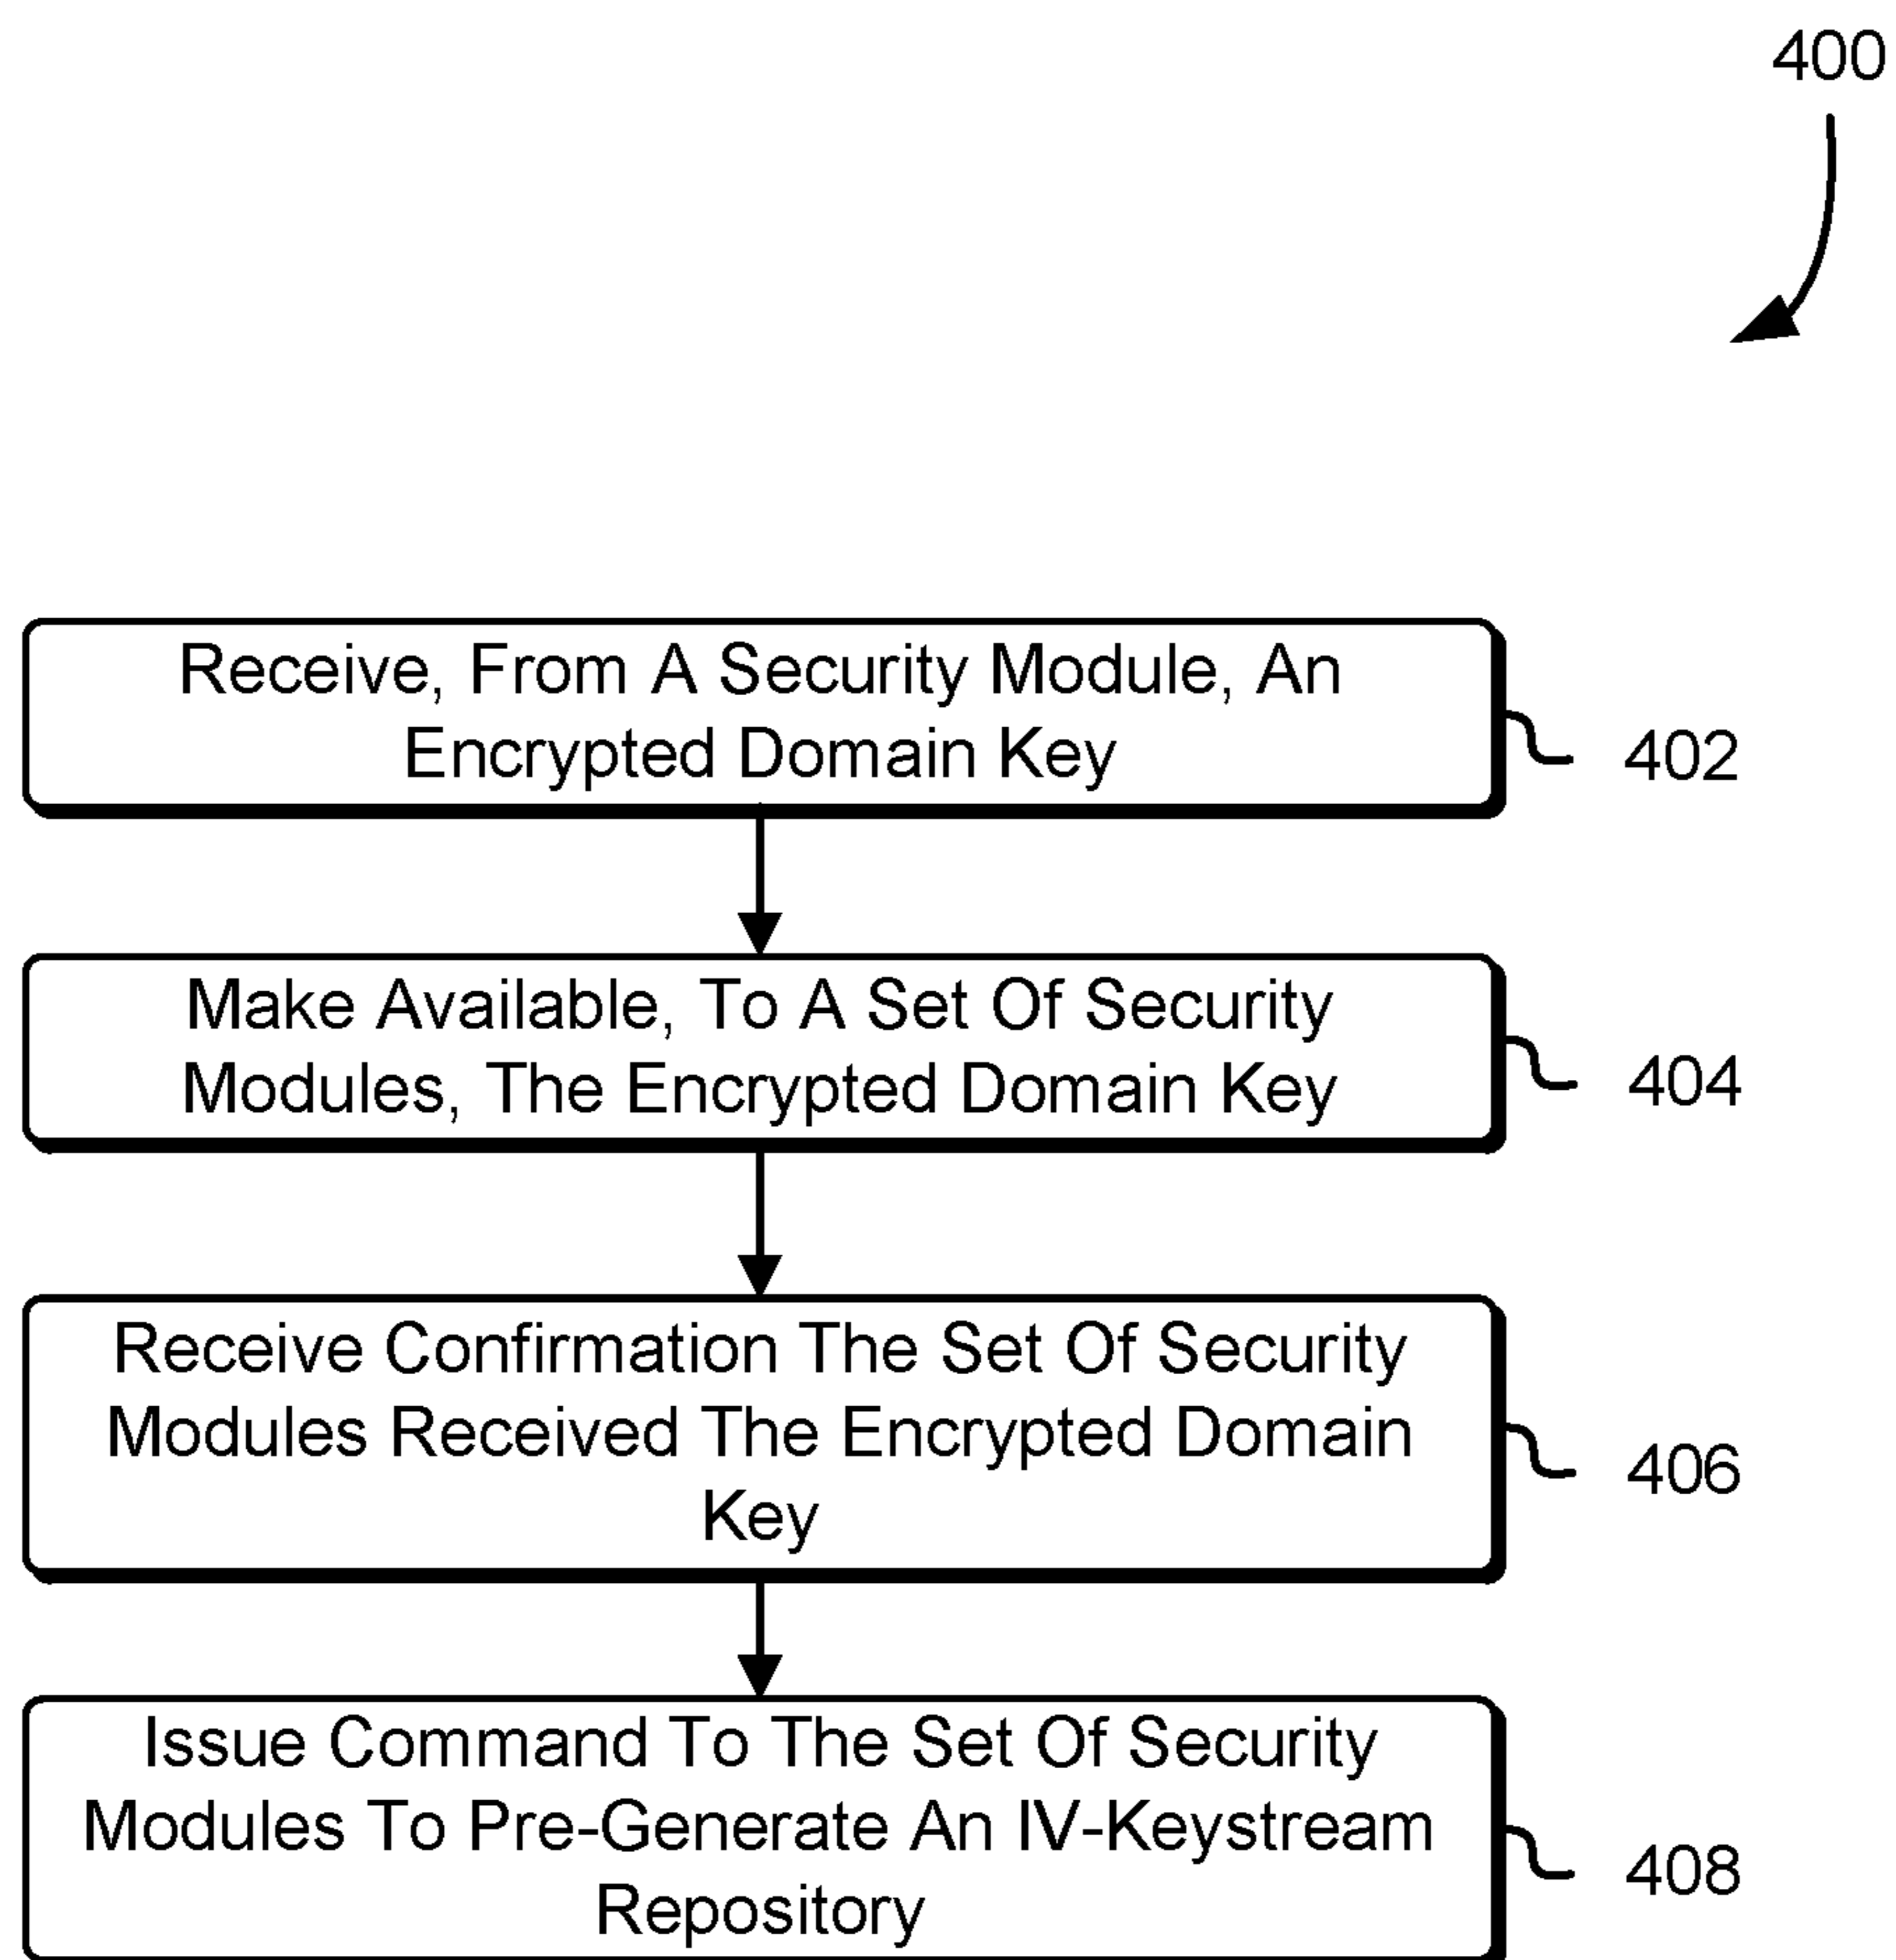 400
Receive, From A Security Module, An
Encrypted Domain Key
402
Make Available, To A Set Of Security
Modules, The Encrypted Domain Key
404
Receive Confirmation The Set Of Security
Modules Received The Encrypted Domain
Key
406
Issue Command To The Set Of Security
Modules To Pre-Generate An IV-Keystream
Repository
408